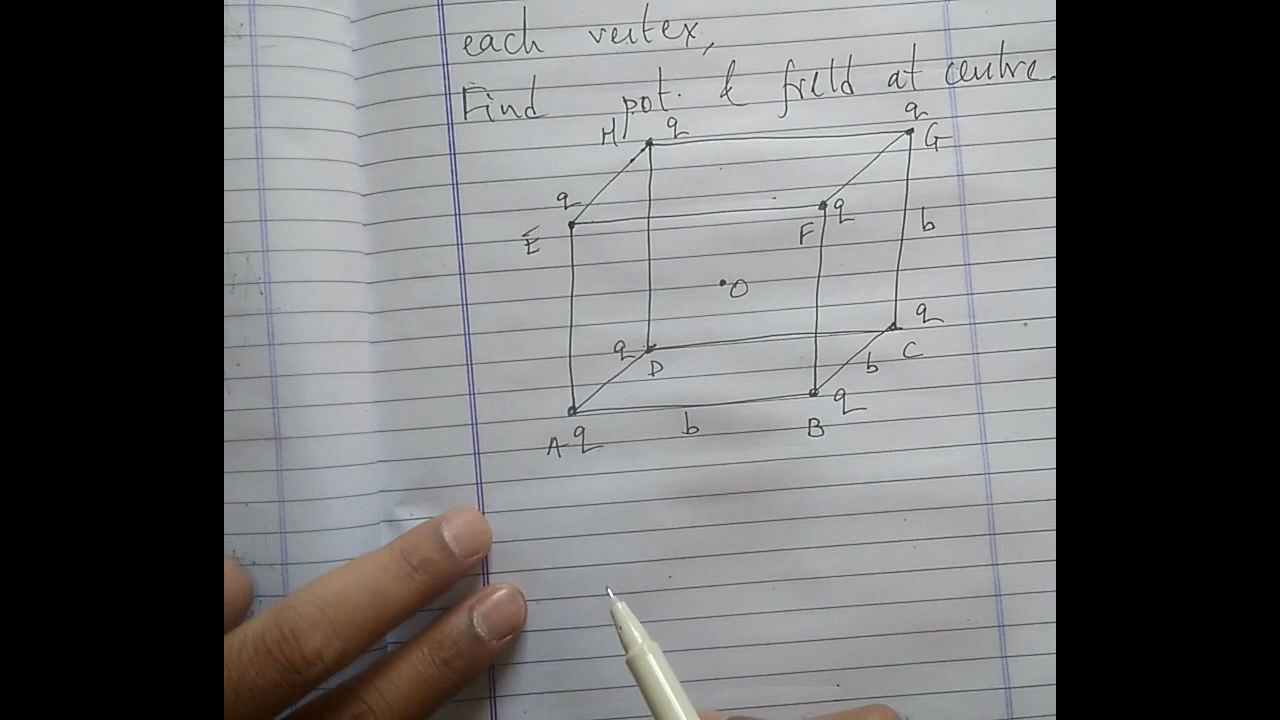 each vertex,
Find pot. & field at centre.
H q
q
G
q
E
q
F
b
O
q
D
q
C
b
A q
b
q
B